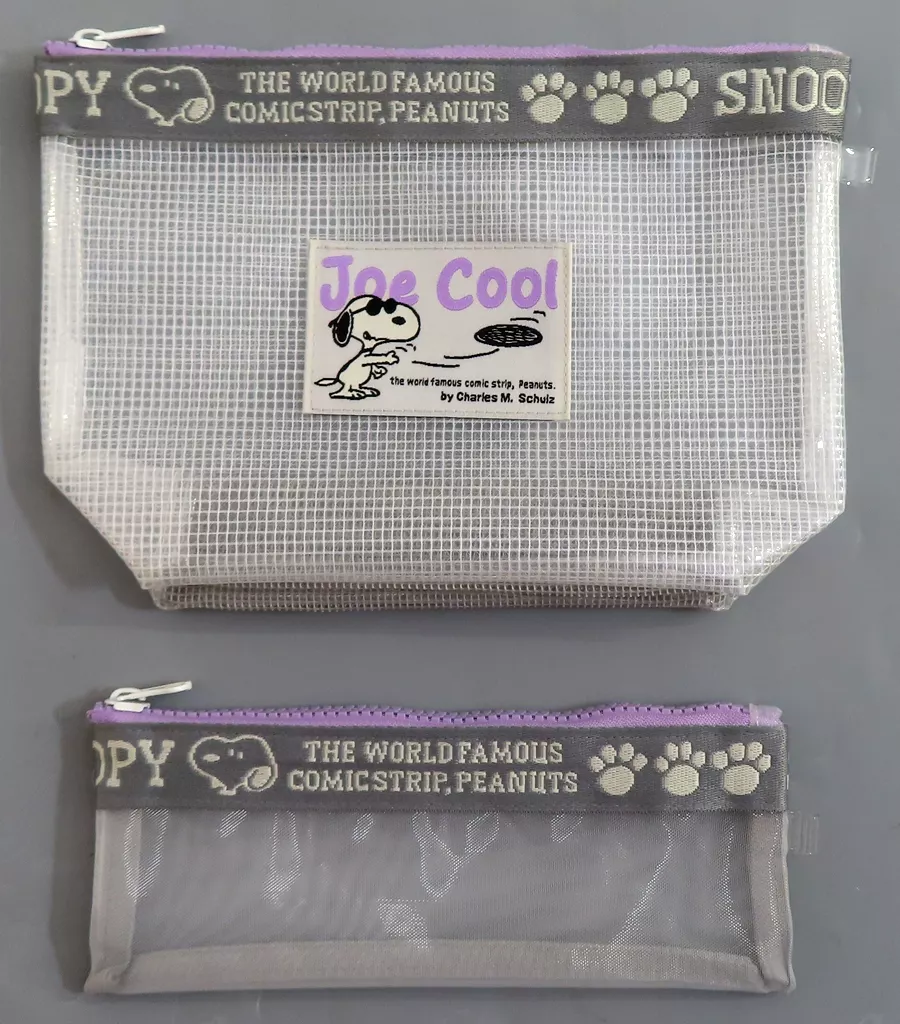 OPY THE WORLD FAMOUS SNOO
COMIC STRIP, PEANUTS
Joe Cool
the world famous comic strip, Peanuts.
by Charles M. Schulz
OPY THE WORLD FAMOUS
COMIC STRIP, PEANUTS